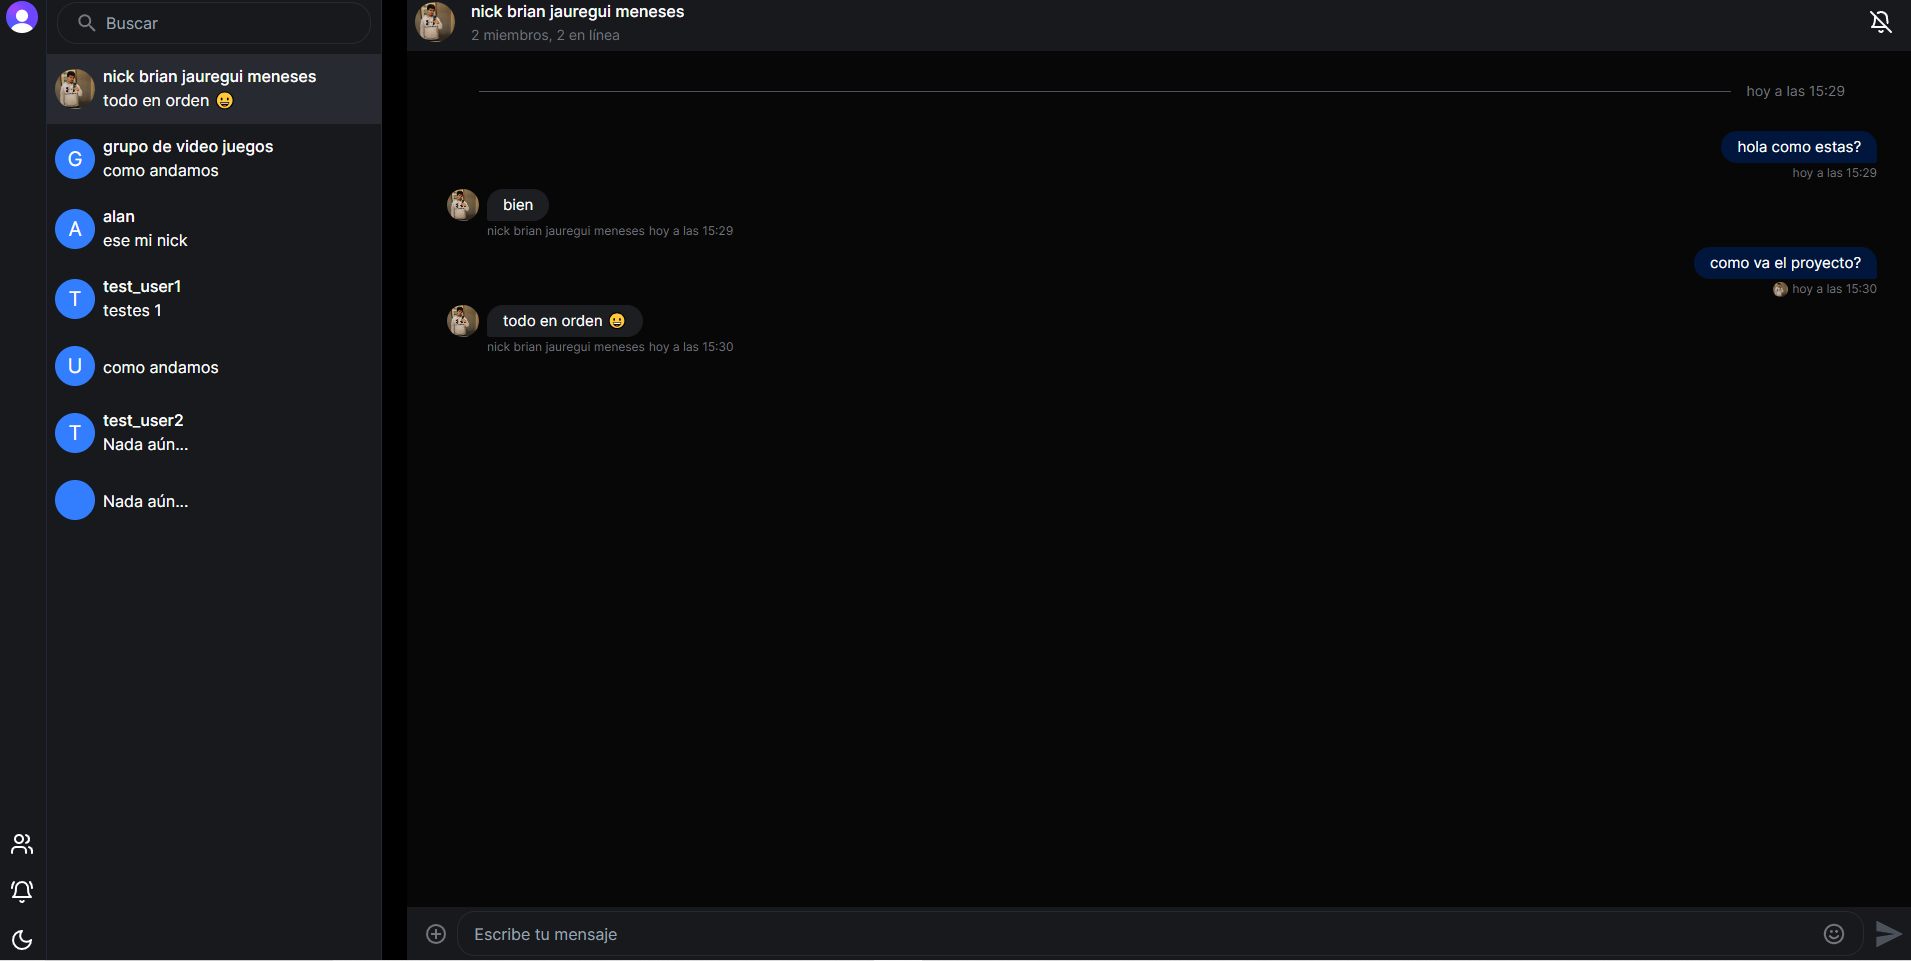 Buscar
nick brian jauregui meneses
todo en orden 😀
G
grupo de video juegos
como andamos
A
alan
ese mi nick
T
test_user1
testes 1
U
como andamos
T
test_user2
Nada aún...
Nada aún...
nick brian jauregui meneses
2 miembros, 2 en línea
hoy a las 15:29
hola como estas?
hoy a las 15:29
bien
nick brian jauregui meneses hoy a las 15:29
como va el proyecto?
hoy a las 15:30
todo en orden 😀
nick brian jauregui meneses hoy a las 15:30
Escribe tu mensaje